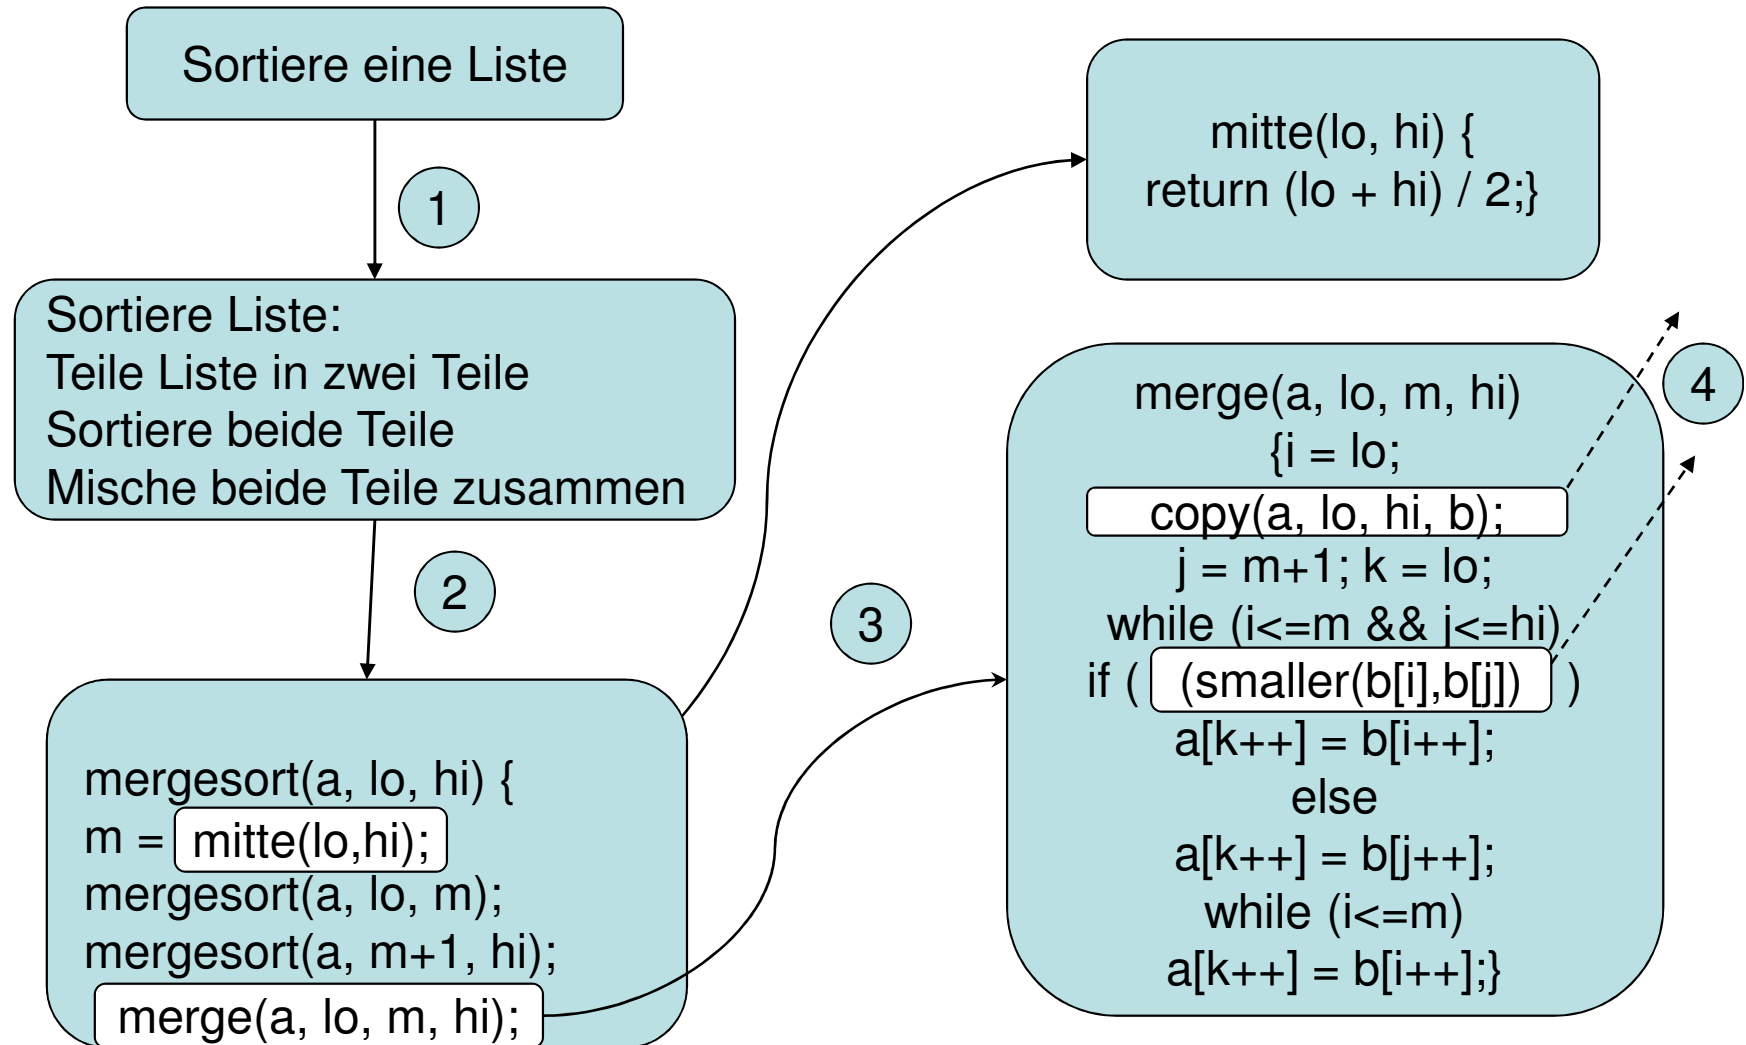 Sortiere eine Liste
1
Sortiere Liste:
Teile Liste in zwei Teile
Sortiere beide Teile
Mische beide Teile zusammen
2
mergesort(a, lo, hi) {
m = mitte(lo,hi);
mergesort(a, lo, m);
mergesort(a, m+1, hi);
merge(a, lo, m, hi);
3
mitte(lo, hi) {
return (lo + hi) / 2;}
merge(a, lo, m, hi)
{i = lo;
copy(a, lo, hi, b);
j = m+1; k = lo;
while (i<=m && j<=hi)
if ( (smaller(b[i],b[j]) )
a[k++] = b[i++];
else
a[k++] = b[j++];
while (i<=m)
a[k++] = b[i++];}
4